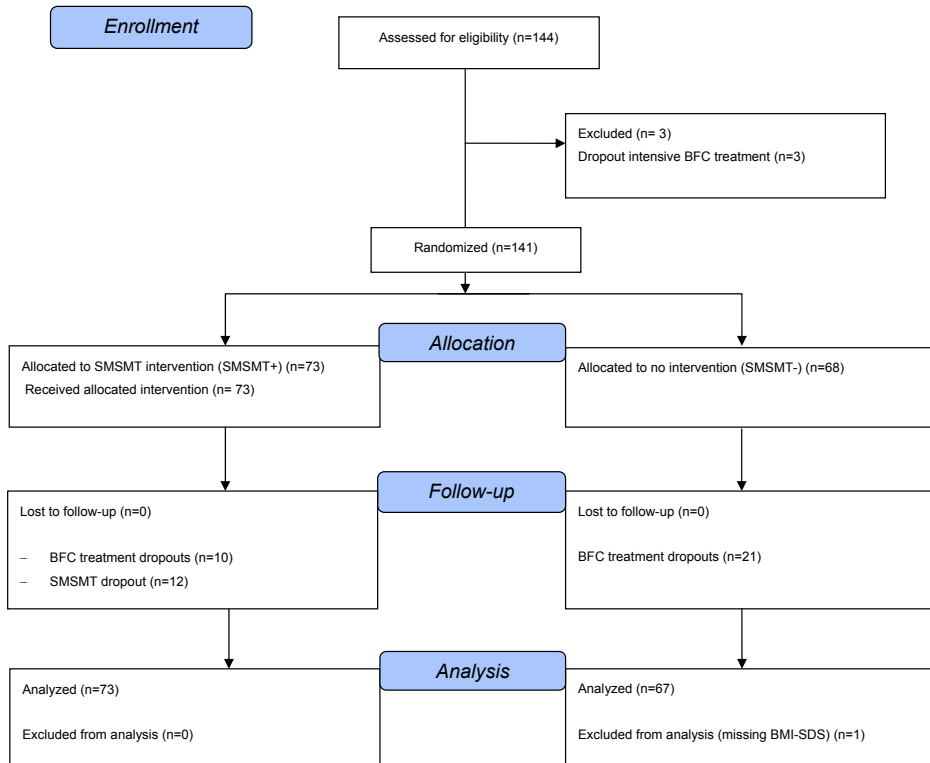 Enrollment
Assessed for eligibility (n=144)
Excluded (n= 3)
Dropout intensive BFC treatment (n=3)
Randomized (n=141)
Allocation
Allocated to SMSMT intervention (SMSMT+) (n=73)
Received allocated intervention (n= 73)
Allocated to no intervention (SMSMT-) (n=68)
Follow-up
Lost to follow-up (n=0)
– BFC treatment dropouts (n=10)
– SMSMT dropout (n=12)
Lost to follow-up (n=0)
BFC treatment dropouts (n=21)
Analysis
Analyzed (n=73)
Excluded from analysis (n=0)
Analyzed (n=67)
Excluded from analysis (missing BMI-SDS) (n=1)